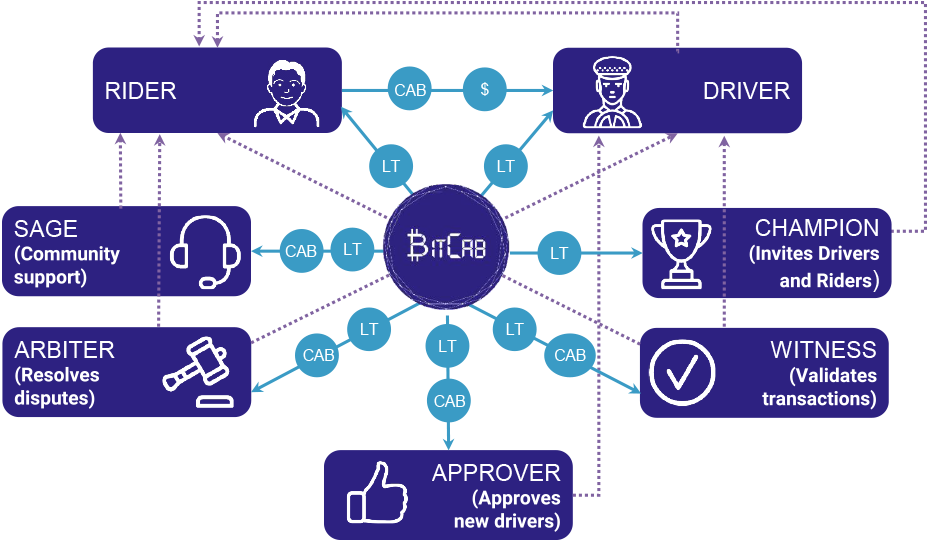 RIDER
CAB
$
DRIVER
LT
LT
SAGE
(Community
support)
CAB
LT
BITCAB
LT
CHAMPION
(Invites Drivers
and Riders)
ARBITER
(Resolves
disputes)
CAB
LT
LT
CAB
LT
CAB
WITNESS
(Validates
transactions)
APPROVER
(Approves
new drivers)